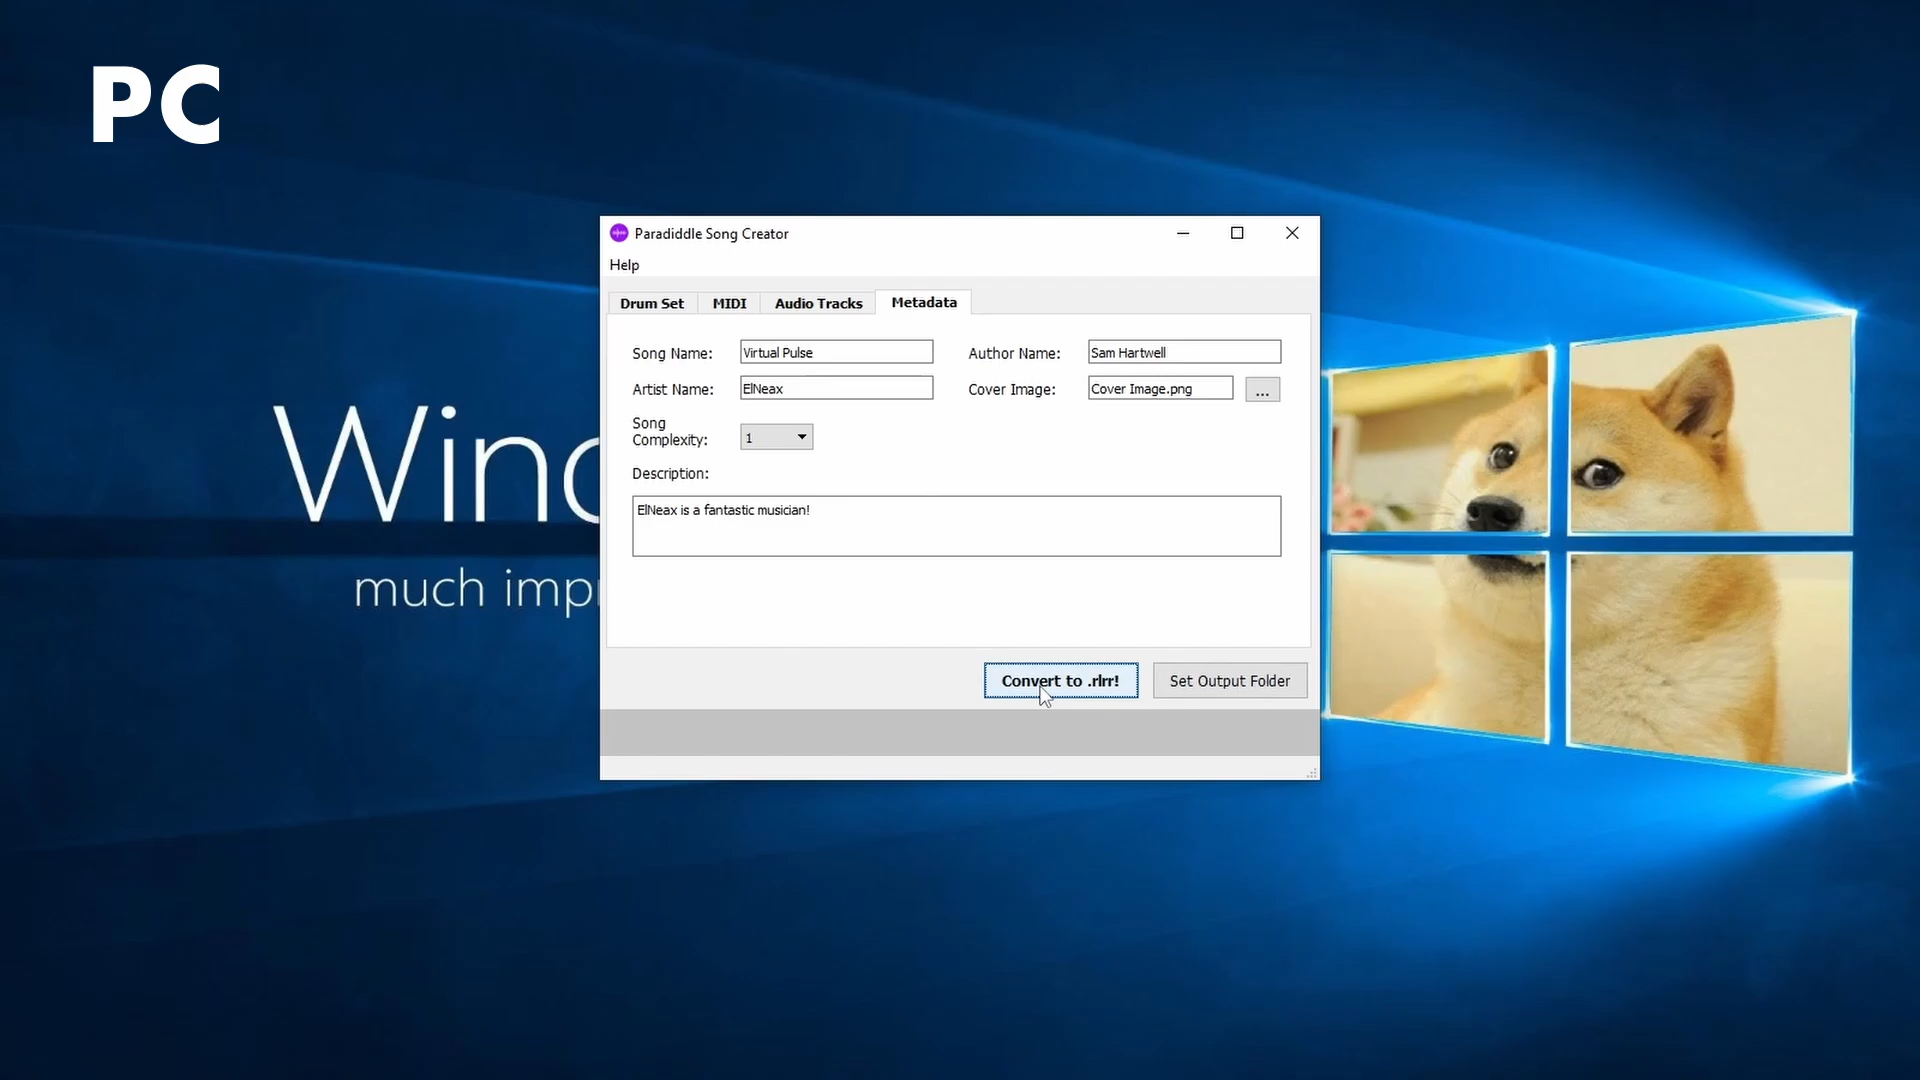 PC
Paradiddle Song Creator
Help
Drum Set MIDI Audio Tracks Metadata
Song Name: Virtual Pulse Author Name: Sam Hartwell
Artist Name: ElNeax Cover Image: Cover Image.png ...
Song
Complexity: 1
Description:
ElNeax is a fantastic musician!
Convert to .rlrr! Set Output Folder
much